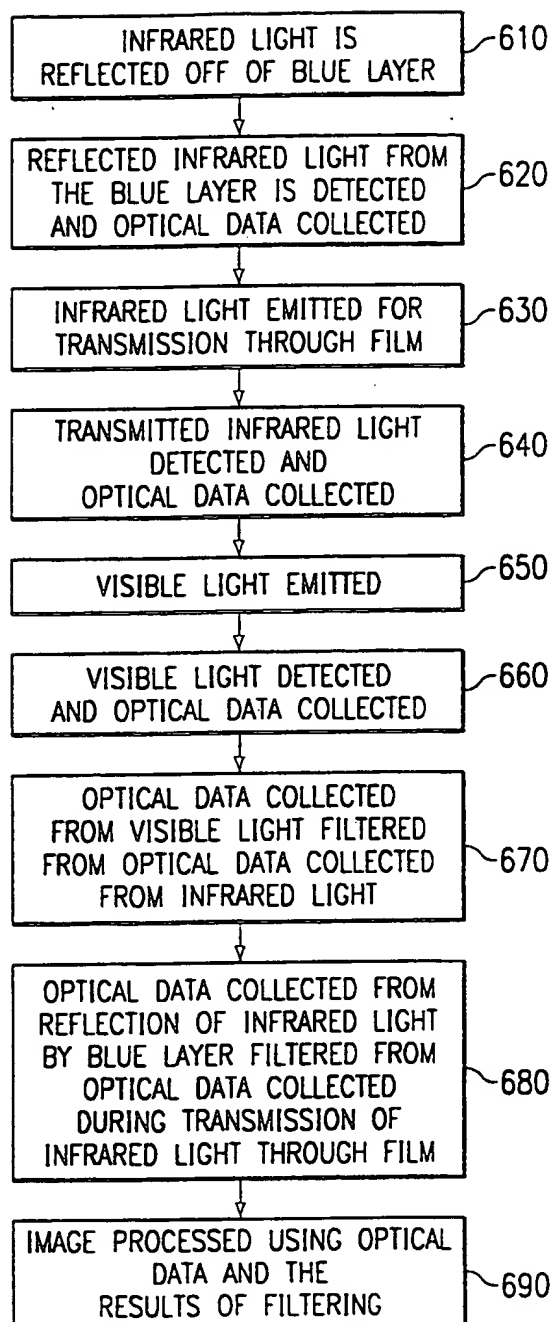 INFRARED LIGHT IS
REFLECTED OFF OF BLUE LAYER
610
REFLECTED INFRARED LIGHT FROM
THE BLUE LAYER IS DETECTED
AND OPTICAL DATA COLLECTED
620
INFRARED LIGHT EMITTED FOR
TRANSMISSION THROUGH FILM
630
TRANSMITTED INFRARED LIGHT
DETECTED AND
OPTICAL DATA COLLECTED
640
VISIBLE LIGHT EMITTED
650
VISIBLE LIGHT DETECTED
AND OPTICAL DATA COLLECTED
660
OPTICAL DATA COLLECTED
FROM VISIBLE LIGHT FILTERED
FROM OPTICAL DATA COLLECTED
FROM INFRARED LIGHT
670
OPTICAL DATA COLLECTED FROM
REFLECTION OF INFRARED LIGHT
BY BLUE LAYER FILTERED FROM
OPTICAL DATA COLLECTED
DURING TRANSMISSION OF
INFRARED LIGHT THROUGH FILM
680
IMAGE PROCESSED USING OPTICAL
DATA AND THE
RESULTS OF FILTERING
690